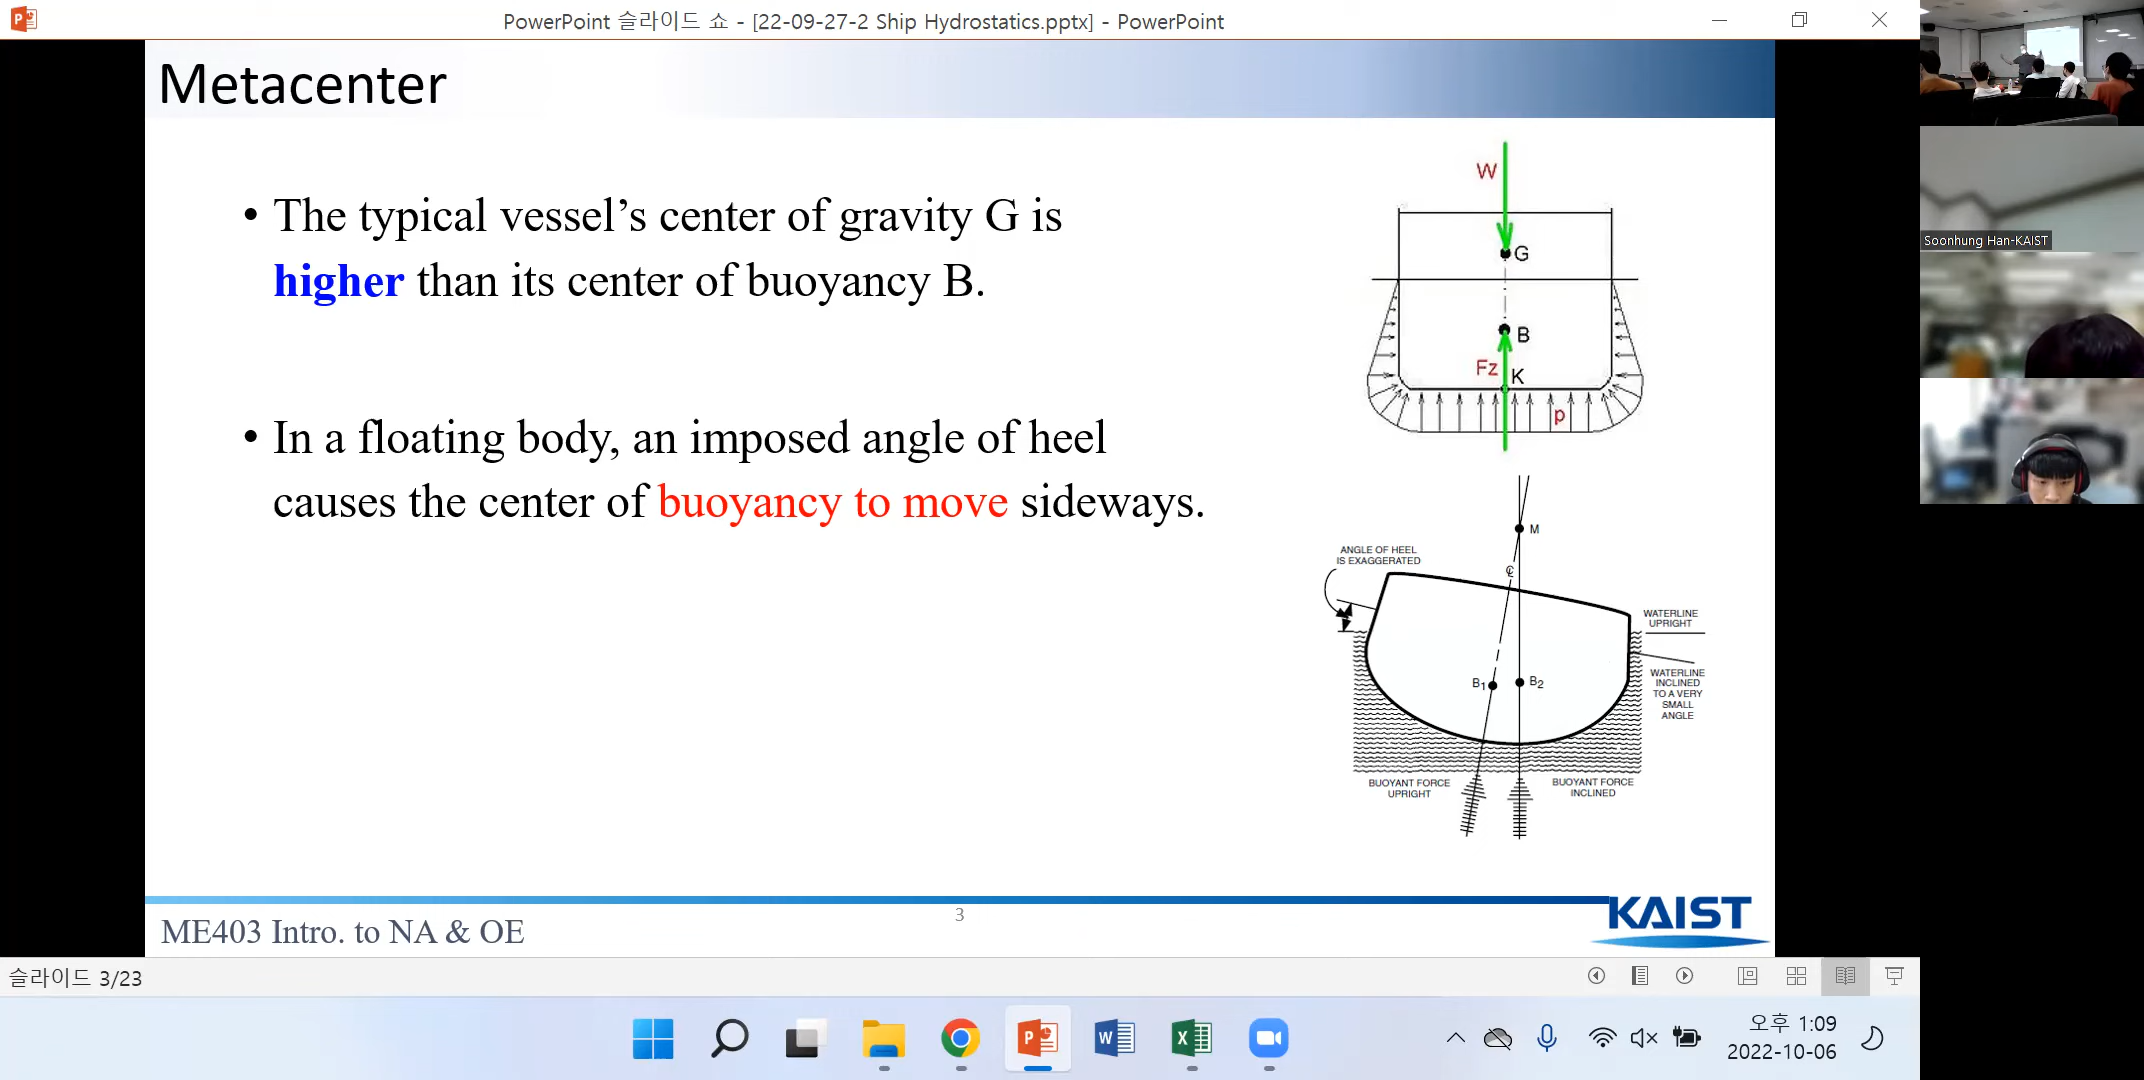 PowerPoint 슬라이드 쇼 - [22-09-27-2 Ship Hydrostatics.pptx] - PowerPoint
Metacenter
• The typical vessel’s center of gravity G is
higher than its center of buoyancy B.
• In a floating body, an imposed angle of heel
causes the center of buoyancy to move sideways.
W
G
B
Fz
K
p
M
ANGLE OF HEEL
IS EXAGGERATED
℄
WATERLINE
UPRIGHT
B1
B2
WATERLINE
INCLINED
TO A VERY
SMALL
ANGLE
BUOYANT FORCE
UPRIGHT
BUOYANT FORCE
INCLINED
ME403 Intro. to NA & OE
3
KAIST
슬라이드 3/23
Soonhung Han-KAIST
오후 1:09
2022-10-06